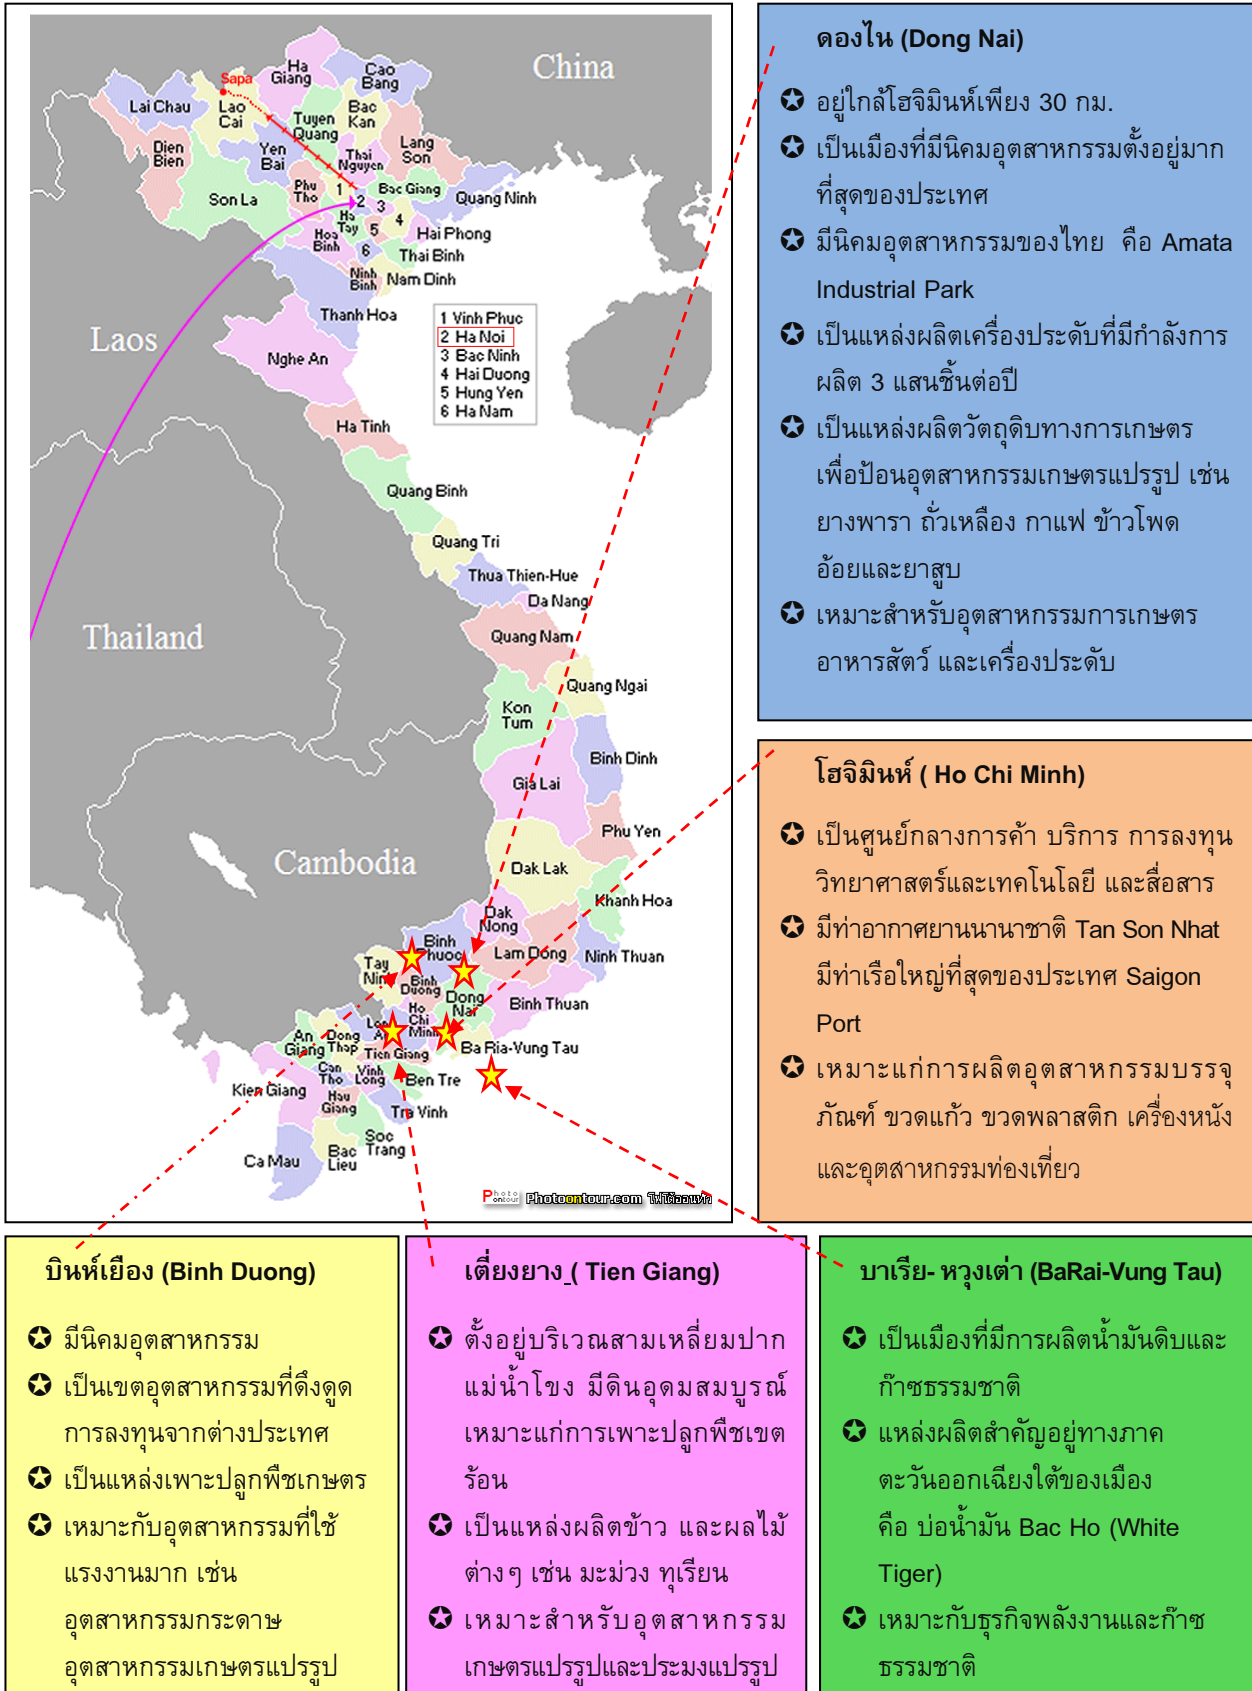 China
Sapa
Ha
Giang
Cao
Bang
Lai Chau
Lao
Cai
Bac
Kan
Tuyen
Quang
Dien
Bien
Yen
Bai
Thai
Nguyen
Lang
Son
Son La
Phu
Tho
1
2
3
4
5
6
Bac Giang
Quang Ninh
Ha
Tay
Hoa
Binh
Hai Phong
Thai Binh
Ninh
Binh
Nam Dinh
Thanh Hoa
Laos
Nghe An
1 Vinh Phuc
2 Ha Noi
3 Bac Ninh
4 Hai Duong
5 Hung Yen
6 Ha Nam
Ha Tinh
Quang Binh
Quang Tri
Thua Thien-Hue
Da Nang
Thailand
Quang Nam
Quang Ngai
Kon
Tum
Binh Dinh
Gia Lai
Phu Yen
Cambodia
Dak Lak
Khanh Hoa
Dak
Nong
Binh
Phuoc
Lam Dong
Ninh Thuan
Tay
Binh
Duong
Dong
Nai
Binh Thuan
Ho
Chi
Minh
An
Giang
Dong
Thap
Tien Giang
Ba Ria-Vung Tau
Can
Tho
Vinh
Long
Ben Tre
Kien Giang
Hau
Giang
Tra Vinh
Soc
Trang
Bac
Lieu
Ca Mau
Photo
ontour
Photoontour.com
ดองไน (Dong Nai)
✪ อยู่ใกล้โฮจิมินห์เพียง 30 กม.
✪ เป็นเมืองที่มีนิคมอุตสาหกรรมตั้งอยู่มาก
ที่สุดของประเทศ
✪ มีนิคมอุตสาหกรรมของไทย คือ Amata
Industrial Park
✪ เป็นแหล่งผลิตเครื่องประดับที่มีกำลังการ
ผลิต 3 แสนชิ้นต่อปี
✪ เป็นแหล่งผลิตวัตถุดิบทางการเกษตร
เพื่อป้อนอุตสาหกรรมเกษตรแปรรูป เช่น
ยางพารา ถั่วเหลือง กาแฟ ข้าวโพด
อ้อยและยาสูบ
✪ เหมาะสำหรับอุตสาหกรรมการเกษตร
อาหารสัตว์ และเครื่องประดับ
โฮจิมินห์ ( Ho Chi Minh)
✪ เป็นศูนย์กลางการค้า บริการ การลงทุน
วิทยาศาสตร์และเทคโนโลยี และสื่อสาร
✪ มีท่าอากาศยานนานาชาติ Tan Son Nhat
มีท่าเรือใหญ่ที่สุดของประเทศ Saigon
Port
✪ เหมาะแก่การผลิตอุตสาหกรรมบรรจุ
ภัณฑ์ ขวดแก้ว ขวดพลาสติก เครื่องหนัง
และอุตสาหกรรมท่องเที่ยว
บินห์เยือง (Binh Duong)
✪ มีนิคมอุตสาหกรรม
✪ เป็นเขตอุตสาหกรรมที่ดึงดูด
การลงทุนจากต่างประเทศ
✪ เป็นแหล่งเพาะปลูกพืชเกษตร
✪ เหมาะกับอุตสาหกรรมที่ใช้
แรงงานมาก เช่น
อุตสาหกรรมกระดาษ
อุตสาหกรรมเกษตรแปรรูป
เตี่ยงยาง ( Tien Giang)
✪ ตั้งอยู่บริเวณสามเหลี่ยมปาก
แม่น้ำโขง มีดินอุดมสมบูรณ์
เหมาะแก่การเพาะปลูกพืชเขต
ร้อน
✪ เป็นแหล่งผลิตข้าว และผลไม้
ต่างๆ เช่น มะม่วง ทุเรียน
✪ เหมาะสำหรับอุตสาหกรรม
เกษตรแปรรูปและประมงแปรรูป
บาเรีย- หวุงเต่า (BaRai-Vung Tau)
✪ เป็นเมืองที่มีการผลิตน้ำมันดิบและ
ก๊าซธรรมชาติ
✪ แหล่งผลิตสำคัญอยู่ทางภาค
ตะวันออกเฉียงใต้ของเมือง
คือ บ่อน้ำมัน Bac Ho (White
Tiger)
✪ เหมาะกับธุรกิจพลังงานและก๊าซ
ธรรมชาติ